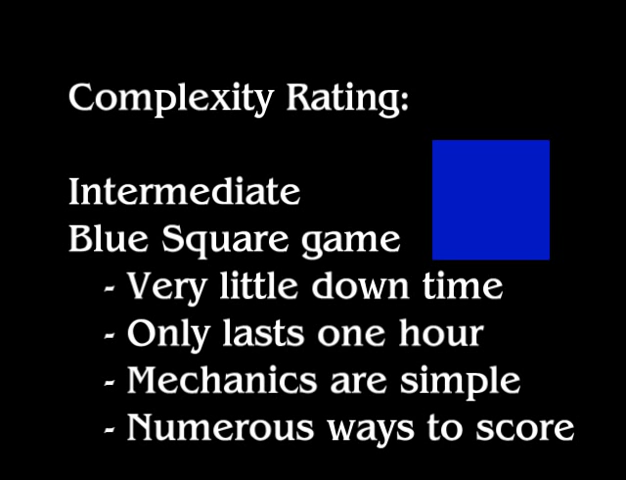 Complexity Rating:
Intermediate
Blue Square game
- Very little down time
- Only lasts one hour
- Mechanics are simple
- Numerous ways to score